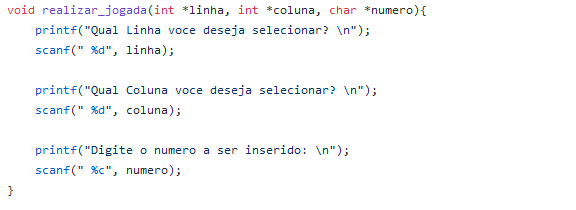 void realizar_jogada(int *linha, int *coluna, char *numero){
    printf("Qual Linha voce deseja selecionar? \n");
    scanf(" %d", linha);

    printf("Qual Coluna voce deseja selecionar? \n");
    scanf(" %d", coluna);

    printf("Digite o numero a ser inserido: \n");
    scanf(" %c", numero);
}